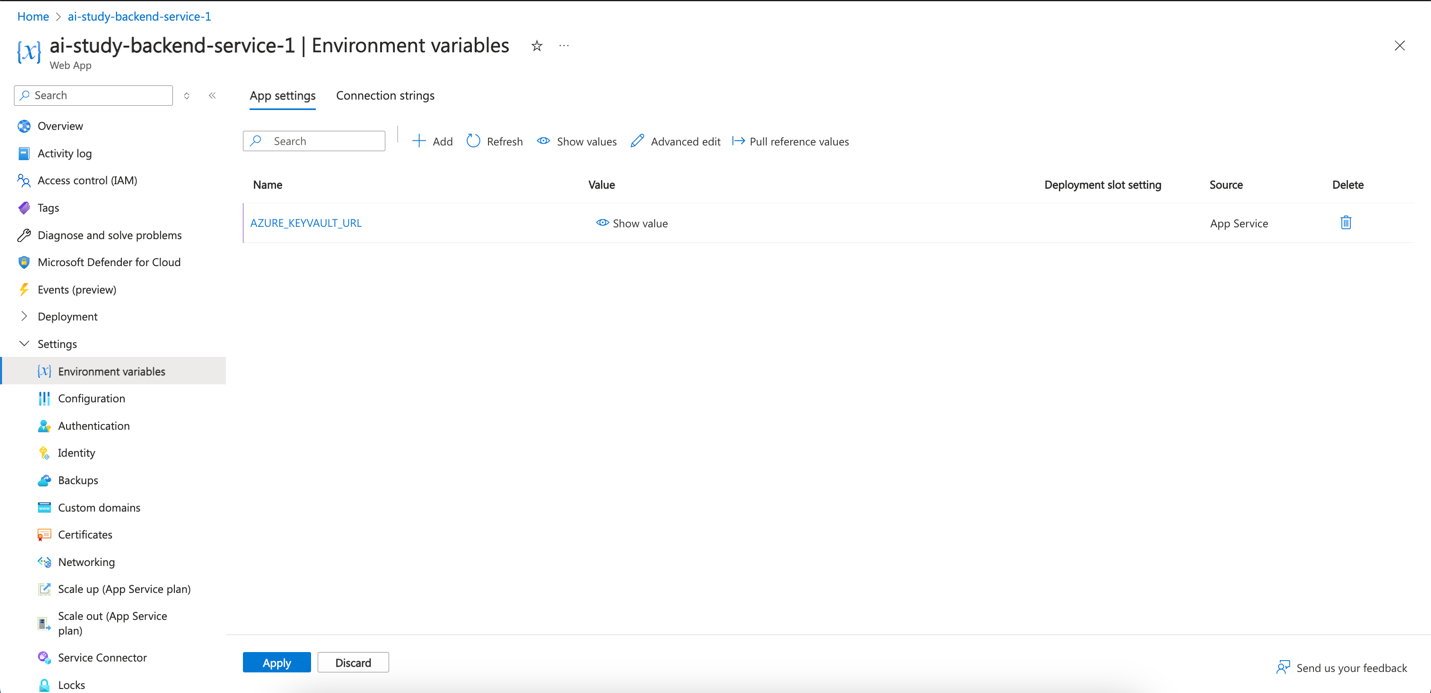 Home > ai-study-backend-service-1
{x} ai-study-backend-service-1 | Environment variables ☆ ...
Web App
Search
App settings Connection strings
Overview
Activity log
Access control (IAM)
Tags
Diagnose and solve problems
Microsoft Defender for Cloud
Events (preview)
Deployment
Settings
{x} Environment variables
Configuration
Authentication
Identity
Backups
Custom domains
Certificates
Networking
Scale up (App Service plan)
Scale out (App Service
plan)
Service Connector
Locks
Search
Add Refresh Show values Advanced edit Pull reference values
Name Value Deployment slot setting Source Delete
AZURE_KEYVAULT_URL Show value App Service
Apply Discard
Send us your feedback